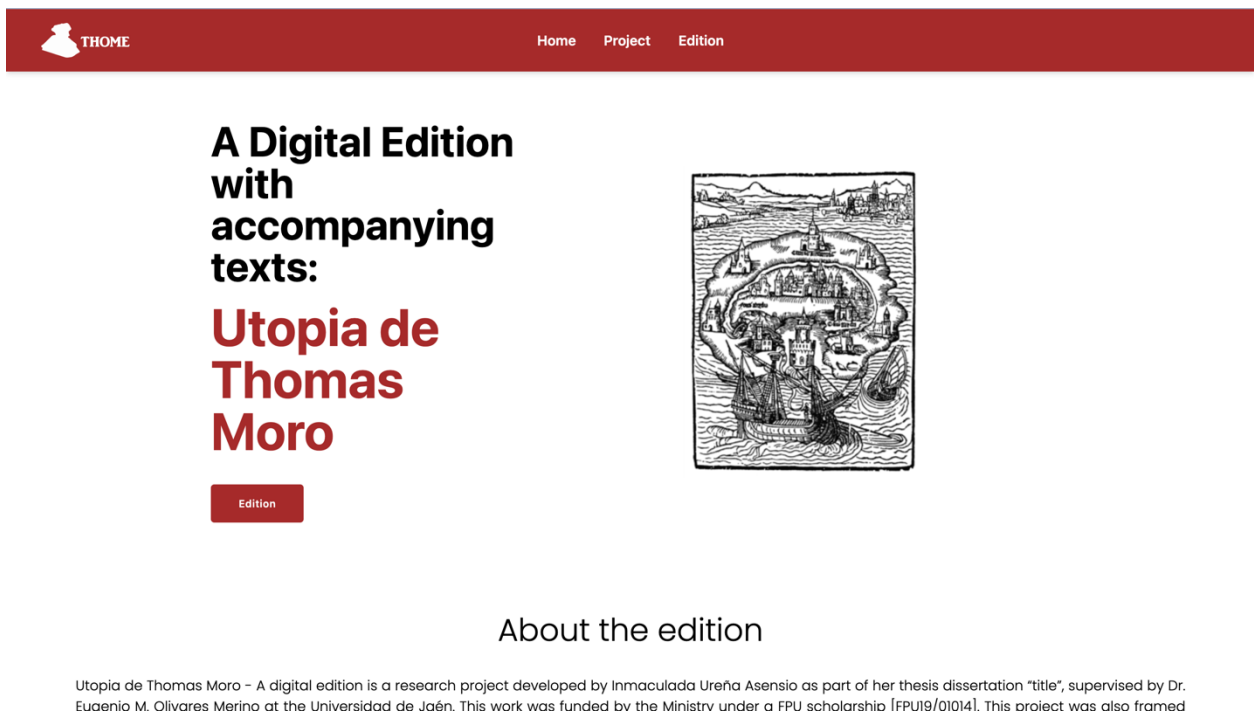 THOME
Home Project Edition
A Digital Edition
with
accompanying
texts:
Utopia de
Thomas
Moro
Edition
About the edition
Utopia de Thomas Moro - A digital edition is a research project developed by Inmaculada Ureña Asensio as part of her thesis dissertation “title”, supervised by Dr.
Eugenio M. Olivares Merino at the Universidad de Jaén. This work was funded by the Ministry under a FPU scholarship [FPU19/01014]. This project was also framed